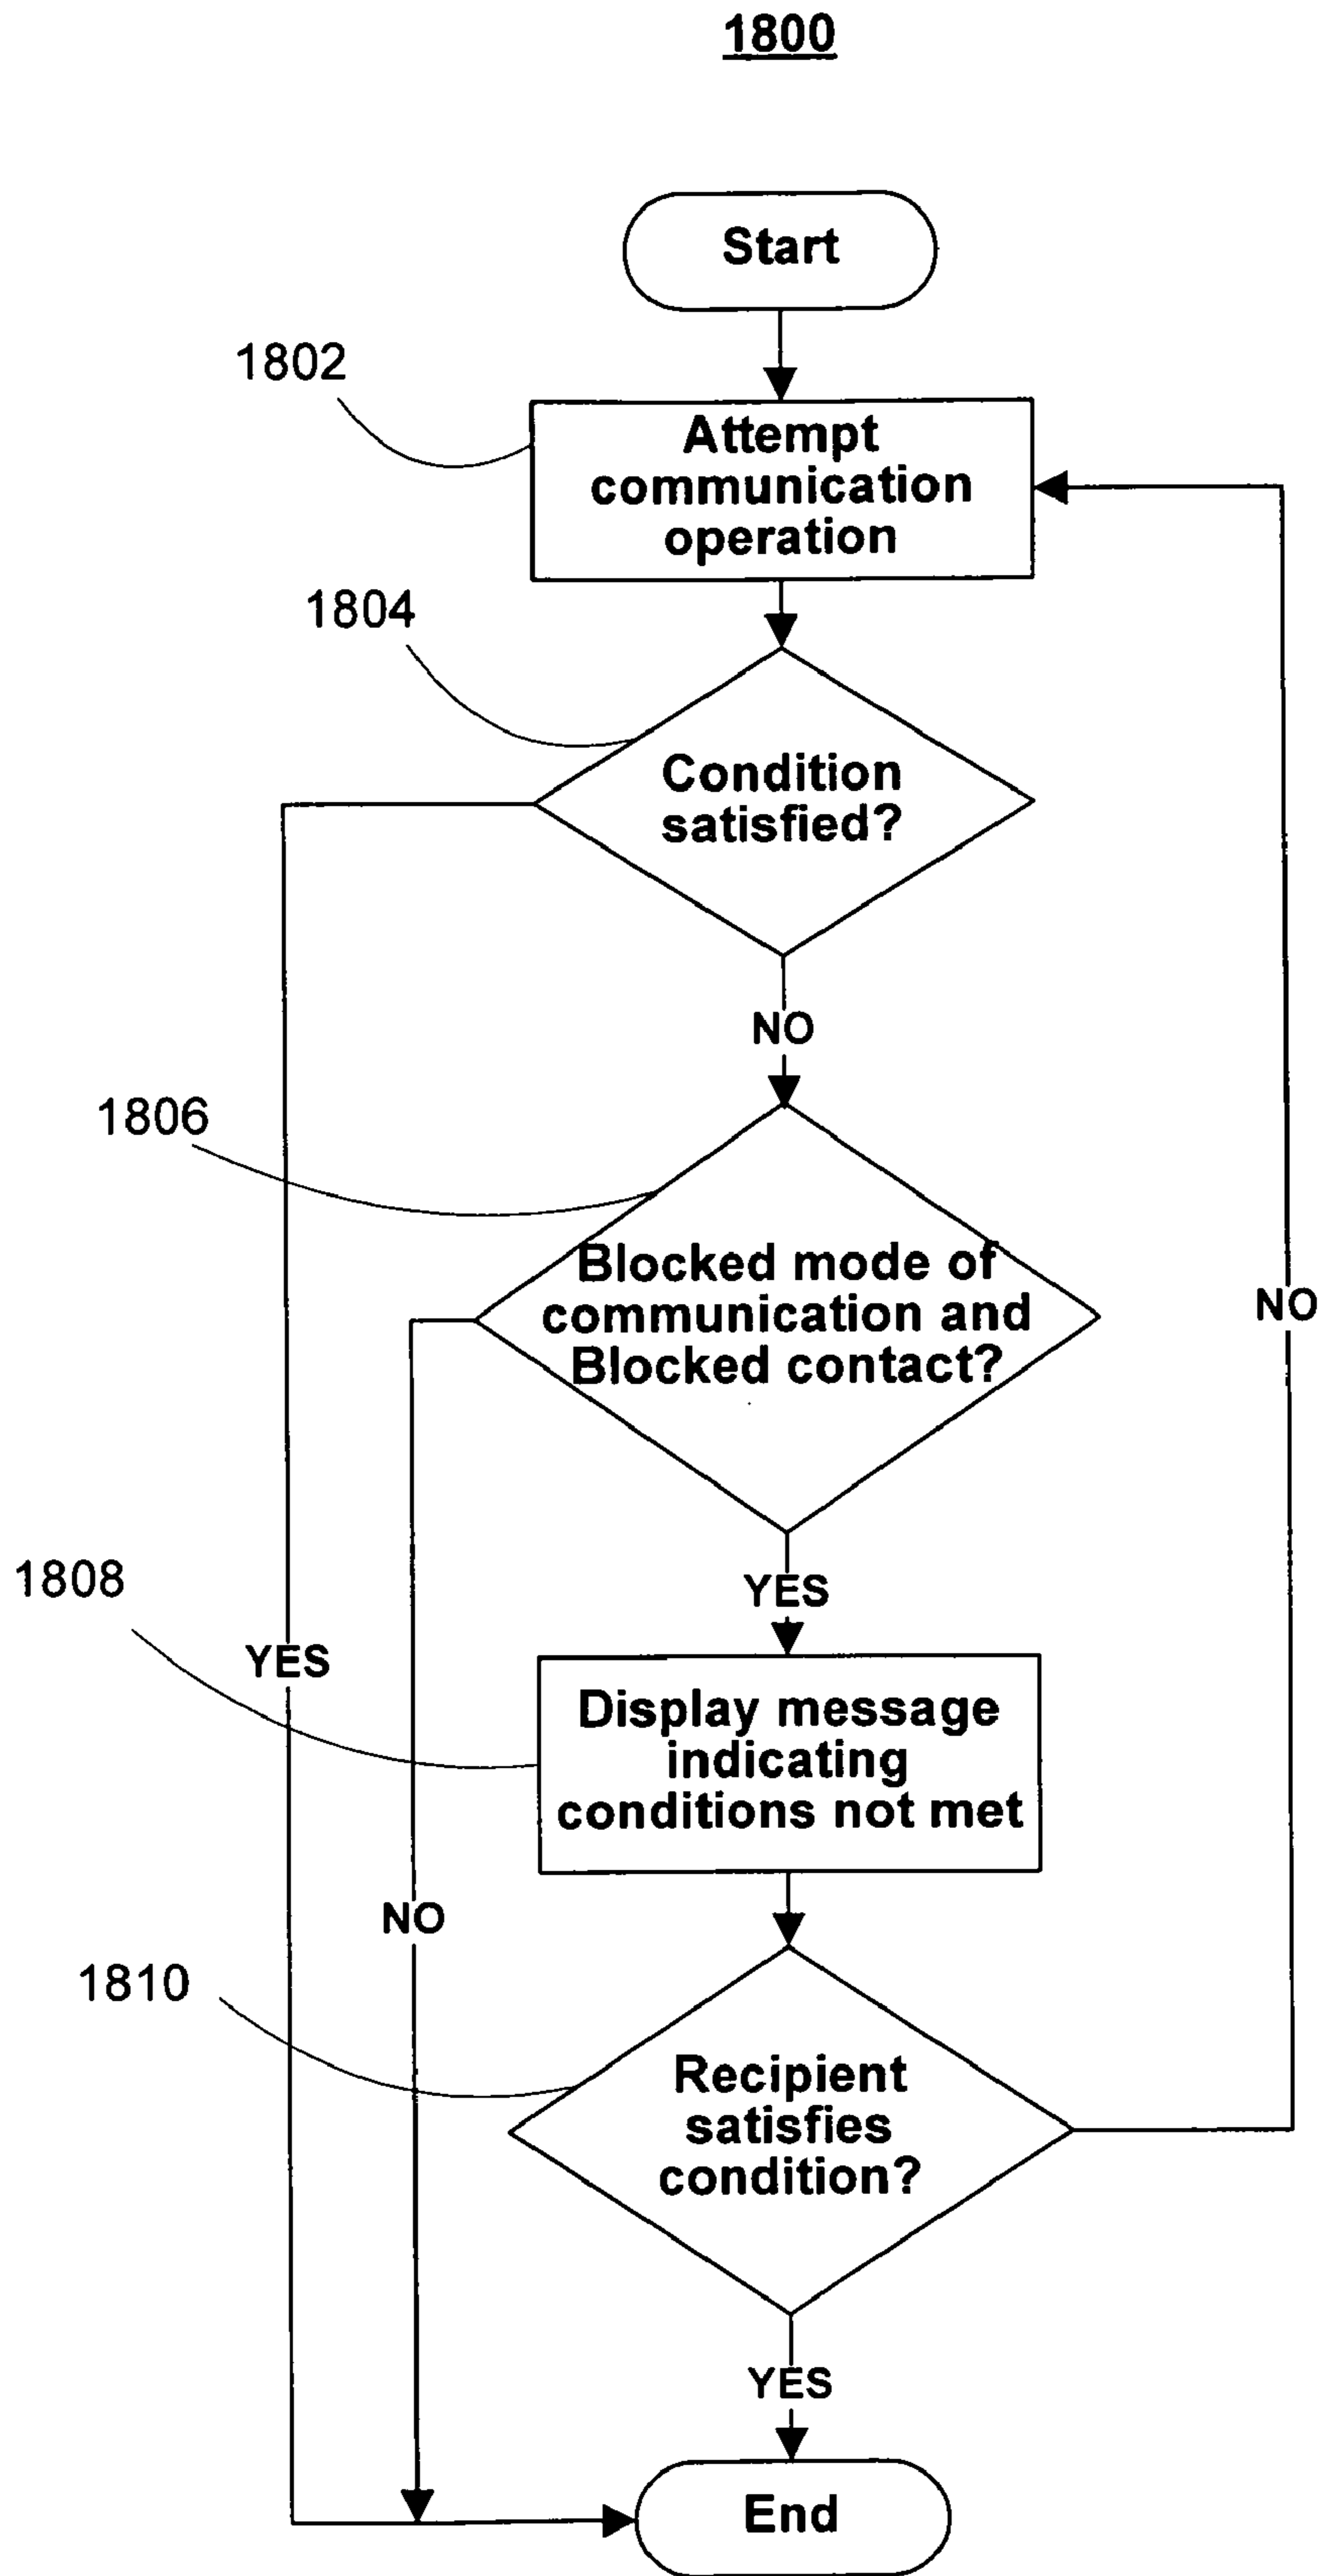 1800
Start
1802
Attempt
communication
operation
1804
Condition
satisfied?
NO
1806
Blocked mode of
communication and
Blocked contact?
NO
YES
1808
YES
Display message
indicating
conditions not met
NO
1810
Recipient
satisfies
condition?
YES
End